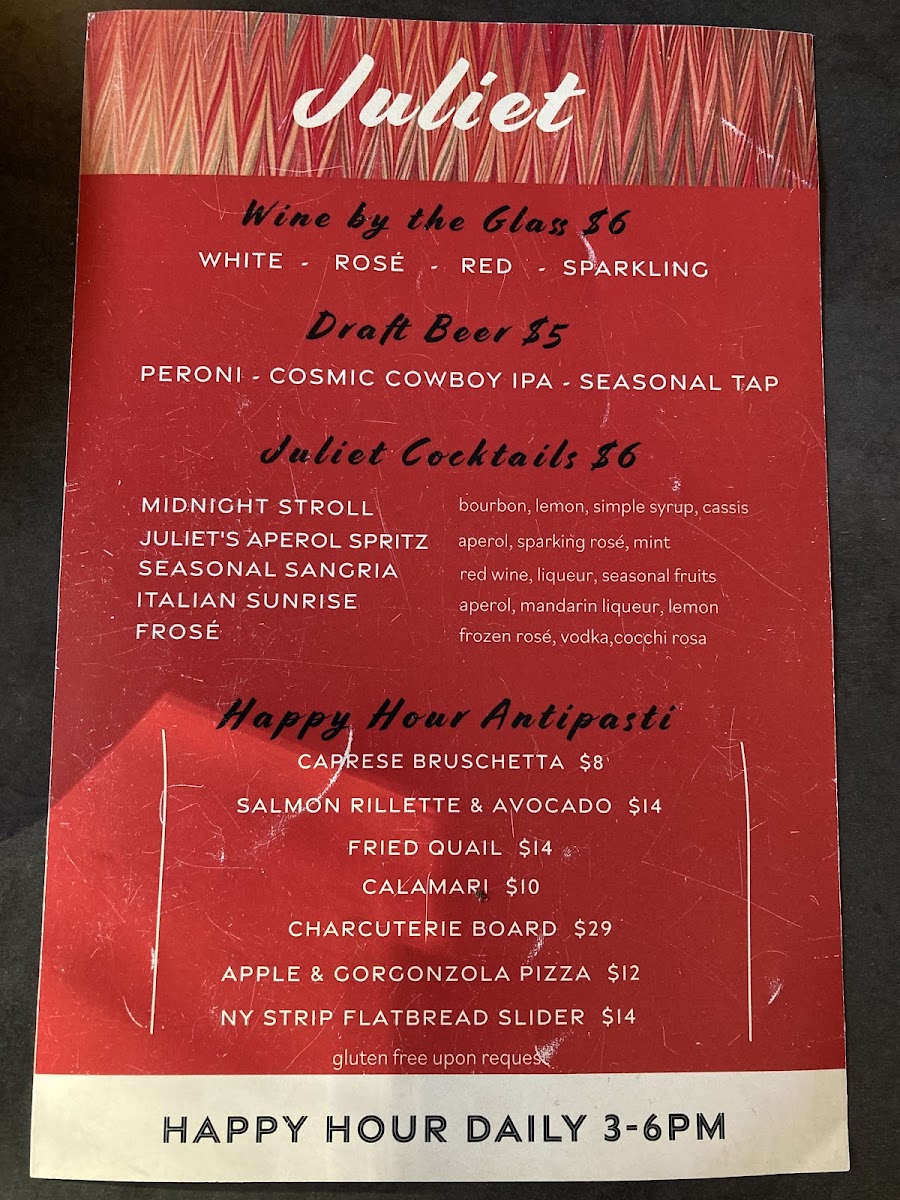 Juliet
Wine by the Glass $6
WHITE - ROSÉ - RED - SPARKLING
Draft Beer $5
PERONI - COSMIC COWBOY IPA - SEASONAL TAP
Juliet Cocktails $6
MIDNIGHT STROLL bourbon, lemon, simple syrup, cassis
JULIET'S APEROL SPRITZ aperol, sparking rosé, mint
SEASONAL SANGRIA red wine, liqueur, seasonal fruits
ITALIAN SUNRISE aperol, mandarin liqueur, lemon
FROSÉ frozen rosé, vodka,cocchi rosa
Happy Hour Antipasti
CAPRESE BRUSCHETTA $8
SALMON RILLETTE & AVOCADO $14
FRIED QUAIL $14
CALAMARI $10
CHARCUTERIE BOARD $29
APPLE & GORGONZOLA PIZZA $12
NY STRIP FLATBREAD SLIDER $14
gluten free upon request
HAPPY HOUR DAILY 3-6PM